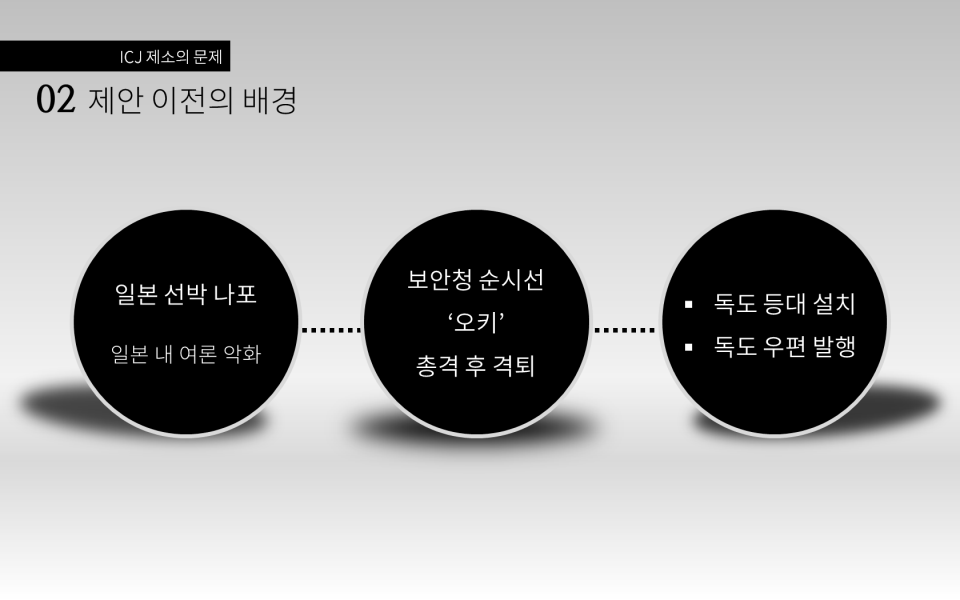 ICJ 제소의 문제
02 제안 이전의 배경
일본 선박 나포
일본 내 여론 악화
보안청 순시선
‘오키’
총격 후 격퇴
▪ 독도 등대 설치
▪ 독도 우편 발행